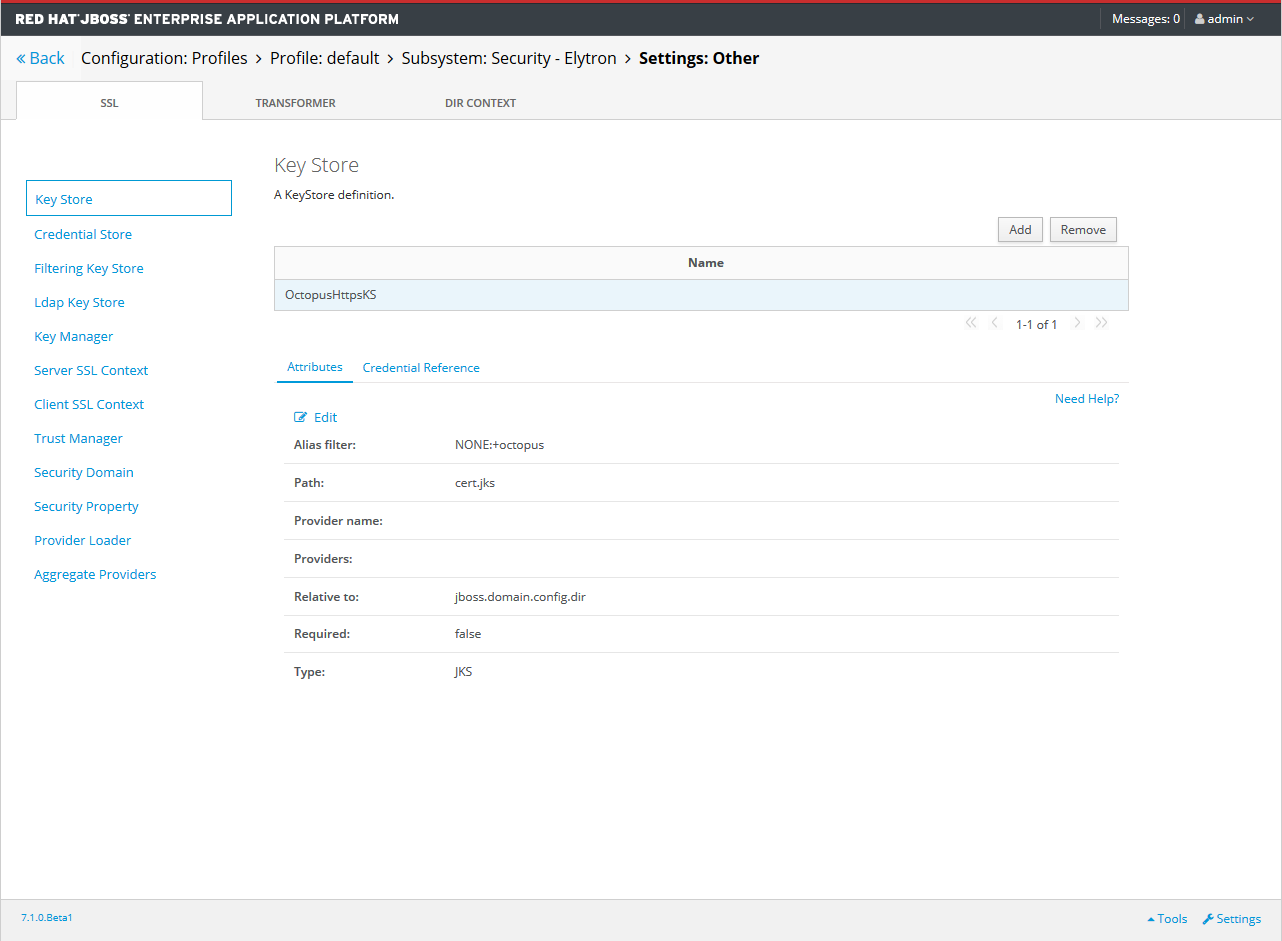 RED HAT JBOSS ENTERPRISE APPLICATION PLATFORM Messages: 0 admin
« Back Configuration: Profiles > Profile: default > Subsystem: Security - Elytron > Settings: Other
SSL TRANSFORMER DIR CONTEXT
Key Store
A KeyStore definition.
Key Store
Credential Store
Filtering Key Store
Ldap Key Store
Key Manager
Server SSL Context
Client SSL Context
Trust Manager
Security Domain
Security Property
Provider Loader
Aggregate Providers
Add Remove
Name
OctopusHttpsKS
1-1 of 1
Attributes Credential Reference
Need Help?
Edit
Alias filter: NONE:+octopus
Path: cert.jks
Provider name:
Providers:
Relative to: jboss.domain.config.dir
Required: false
Type: JKS
7.1.0.Beta1 Tools Settings